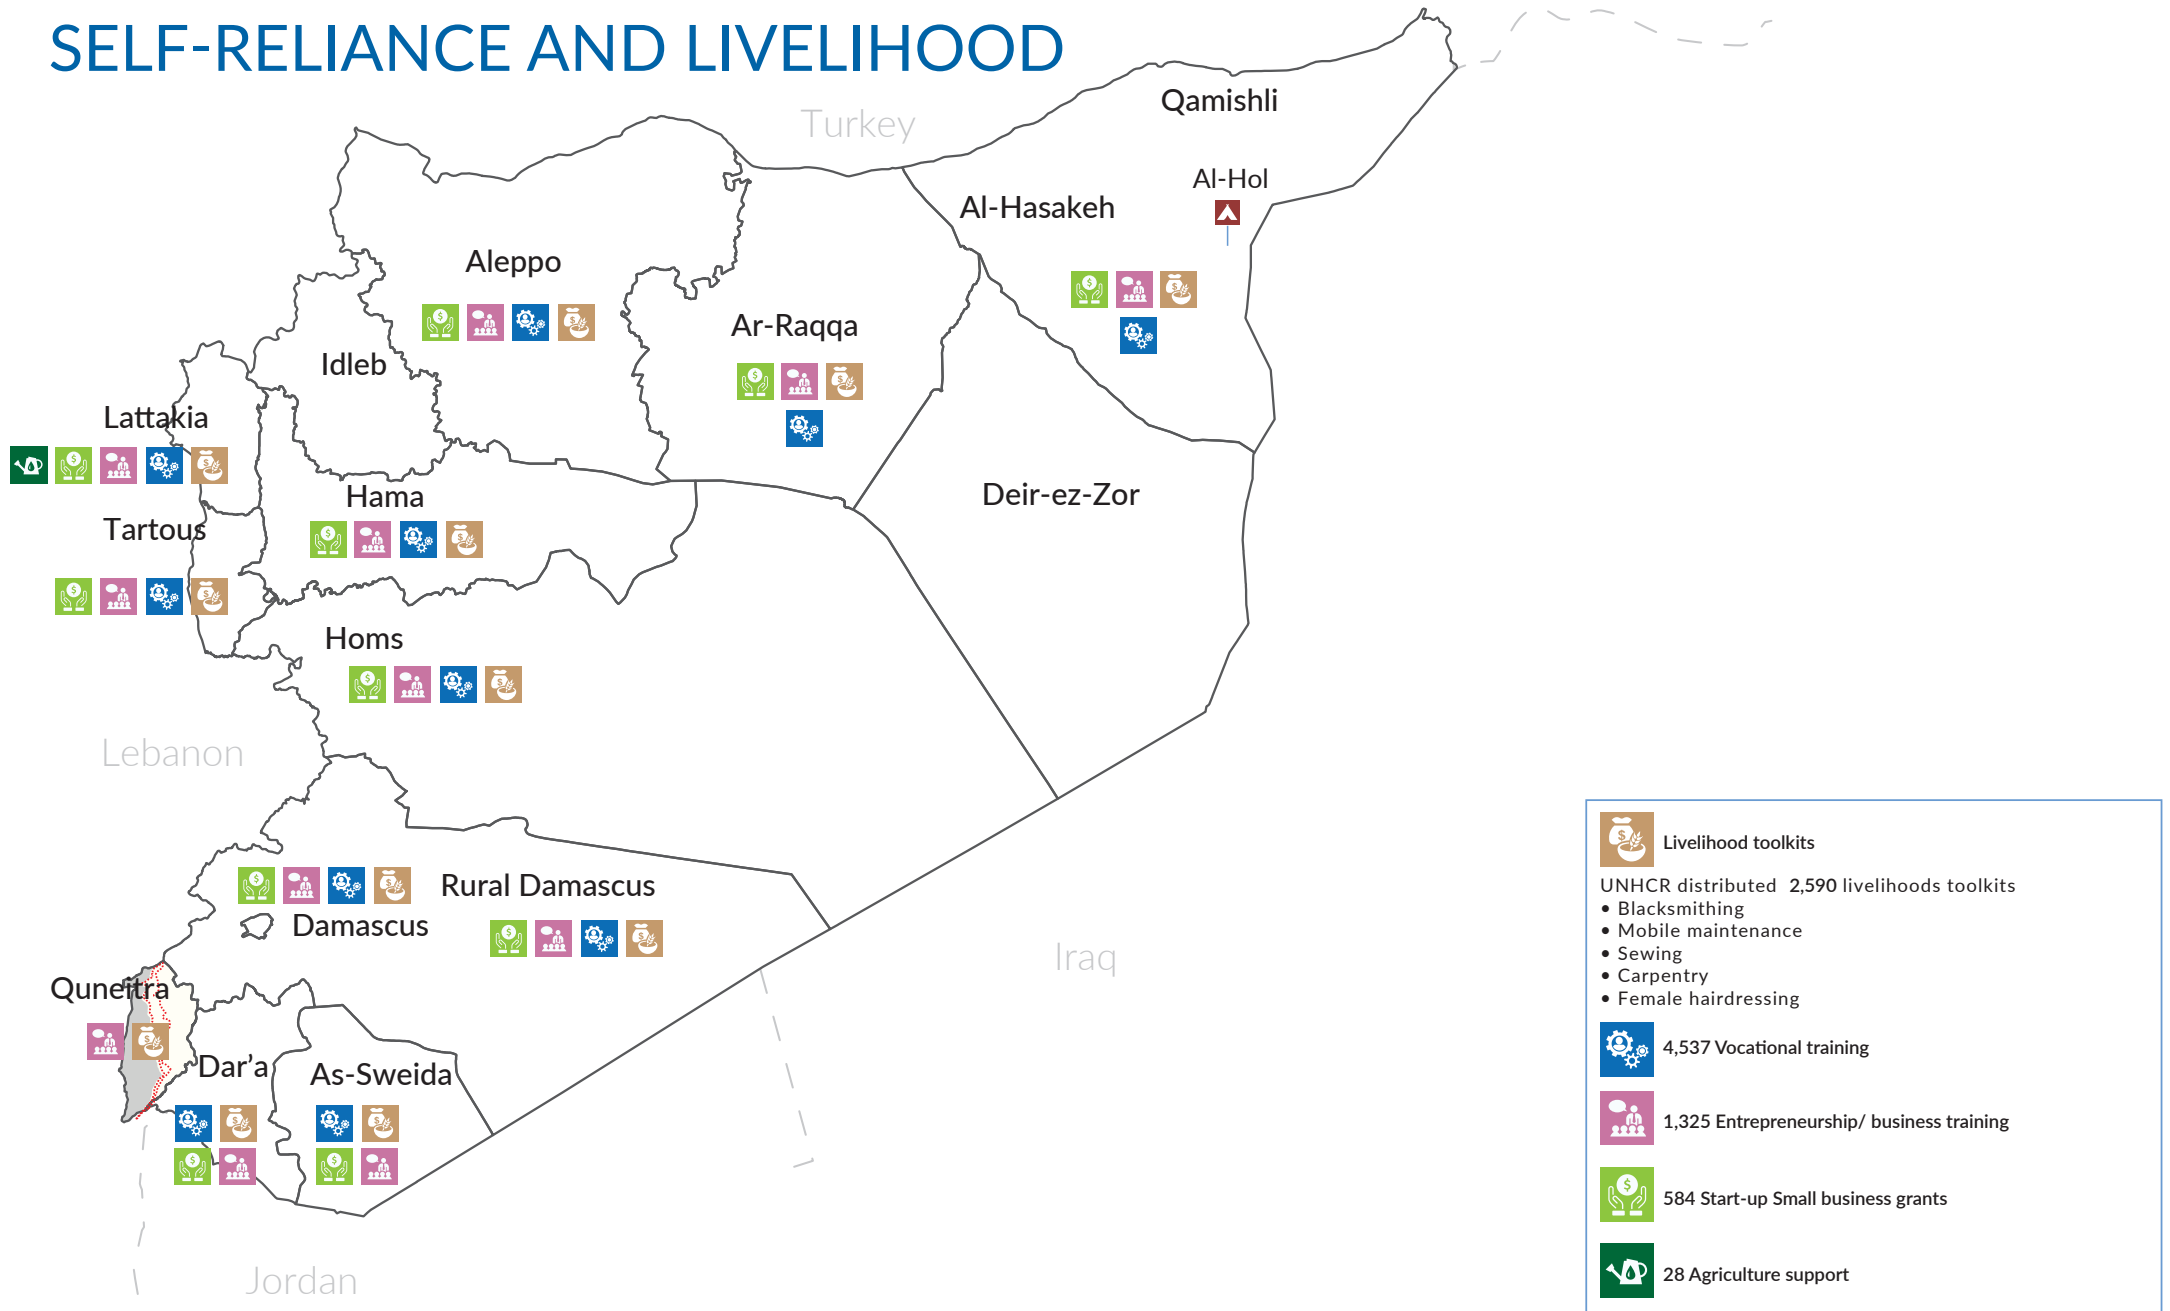 SELF-RELIANCE AND LIVELIHOOD
Turkey
Qamishli
Al-Hol
Al-Hasakeh
Aleppo
Ar-Raqqa
Idleb
Lattakia
Deir-ez-Zor
Hama
Tartous
Homs
Lebanon
Rural Damascus
Damascus
Iraq
Quneitra
Dar’a
As-Sweida
Jordan
Livelihood toolkits
UNHCR distributed 2,590 livelihoods toolkits
• Blacksmithing
• Mobile maintenance
• Sewing
• Carpentry
• Female hairdressing
4,537 Vocational training
1,325 Entrepreneurship/ business training
584 Start-up Small business grants
28 Agriculture support